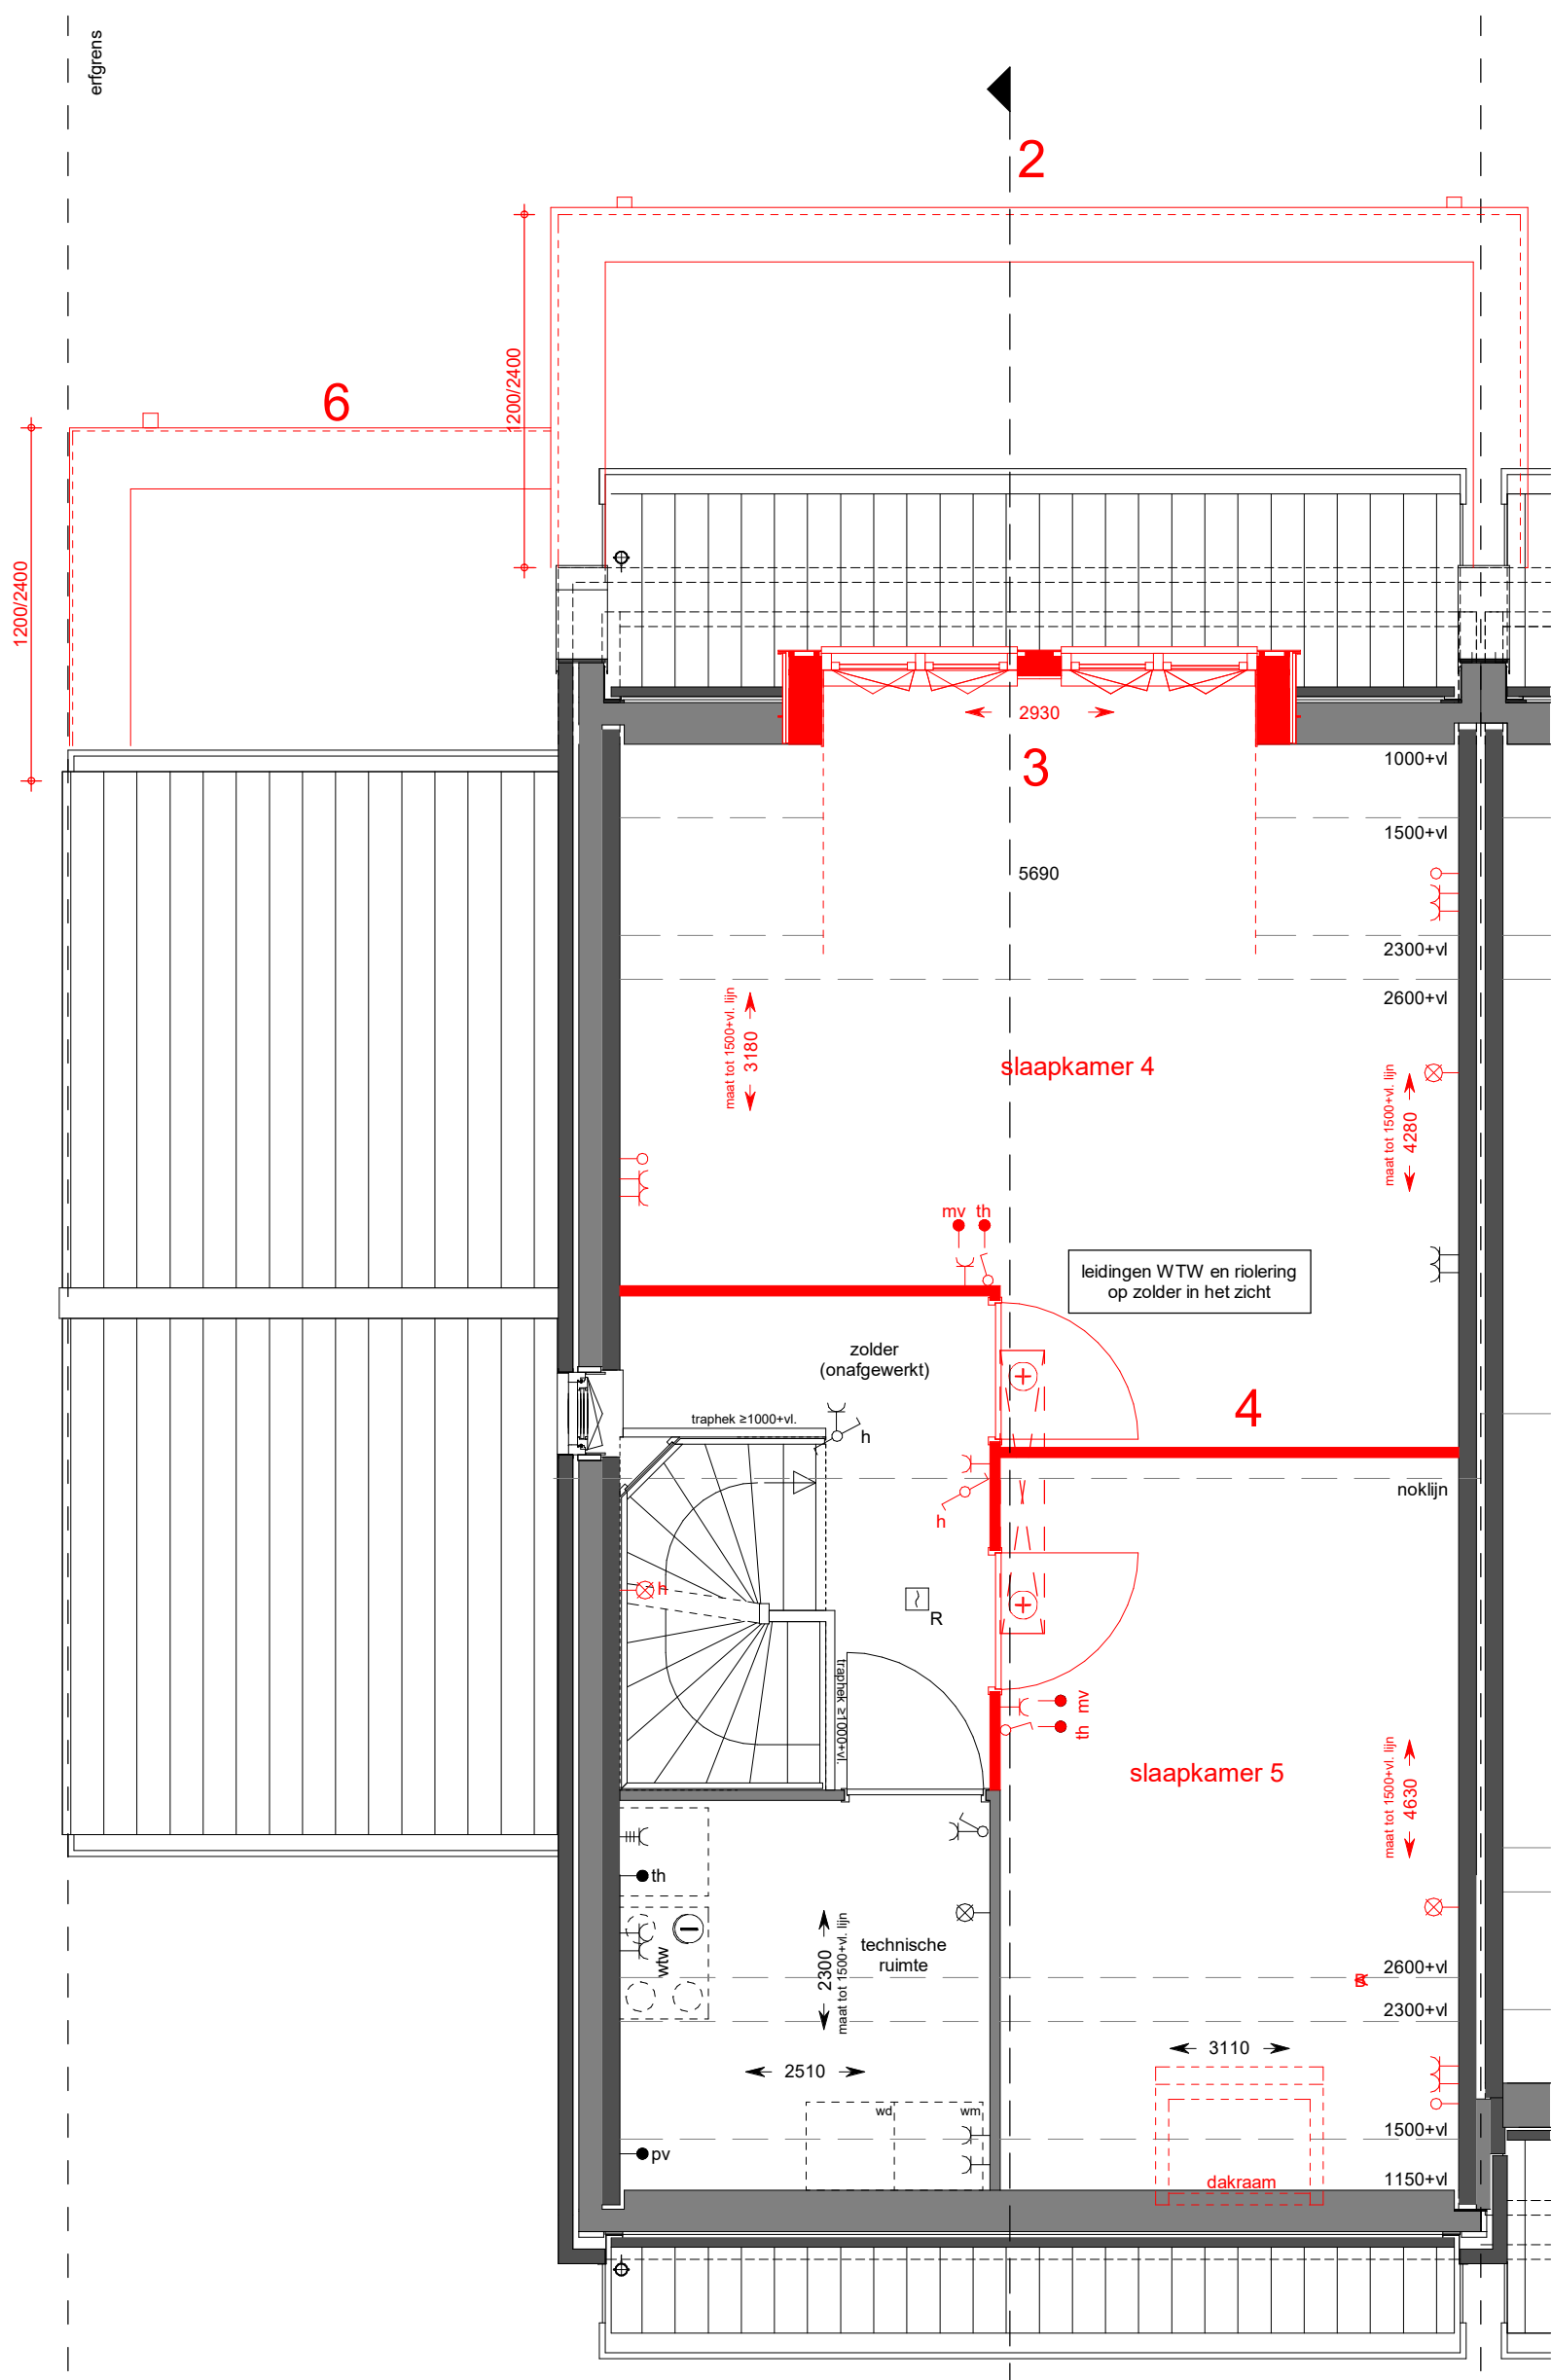 erfgrens
2
1200/2400
6
1200/2400
2930
3
1000+vl
1500+vl
5690
2300+vl
2600+vl
maat tot 1500+vl. lijn
3180
slaapkamer 4
maat tot 1500+vl. lijn
4280
mv th
leidingen WTW en riolering
op zolder in het zicht
zolder
(onafgewerkt)
4
traphek ≥1000+vl.
h
noklijn
h
h
R
traphek ≥1000+vl.
mv
th
slaapkamer 5
maat tot 1500+vl. lijn
4630
th
wtw
2300
maat tot 1500+vl. lijn
technische
ruimte
2600+vl
2300+vl
3110
2510
wd
wm
1500+vl
pv
dakraam
1150+vl